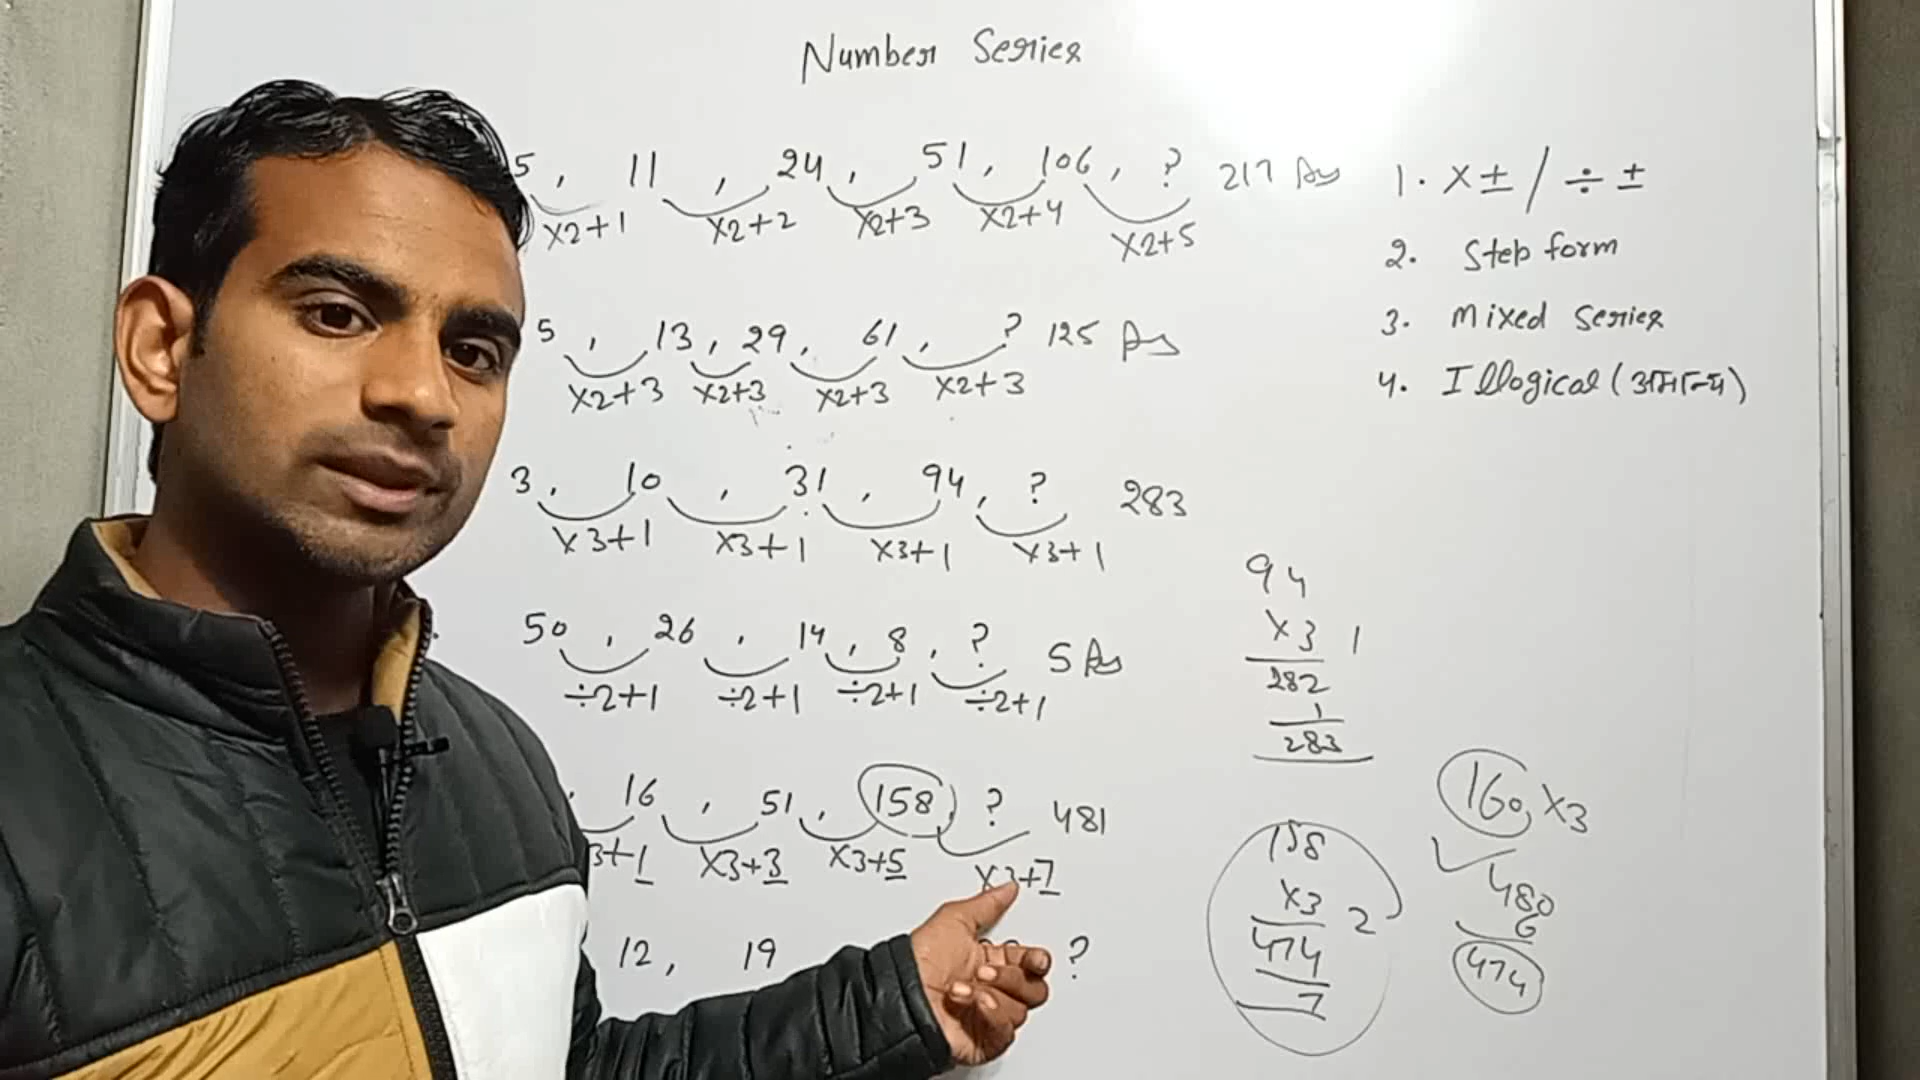 Number Series
5, 11, 24, 51, 106, ? 217 Ans
x2+1 x2+2 x2+3 x2+4 x2+5
5, 13, 29, 61, ? 125 Ans
x2+3 x2+3 x2+3 x2+3
3, 10, 31, 94, ? 283
x3+1 x3+1 x3+1 x3+1
50, 26, 14, 8, ? 5 Ans
÷2+1 ÷2+1 ÷2+1 ÷2+1
, 16, 51, 158, ? 481
3+1 x3+3 x3+5 x3+7
12, 19 ?
1. x± / ÷±
2. Step form
3. Mixed Series
4. Illogical (
94
x3 1
282
1
283
158
x3 2
474
7
160 x3
480
6
474